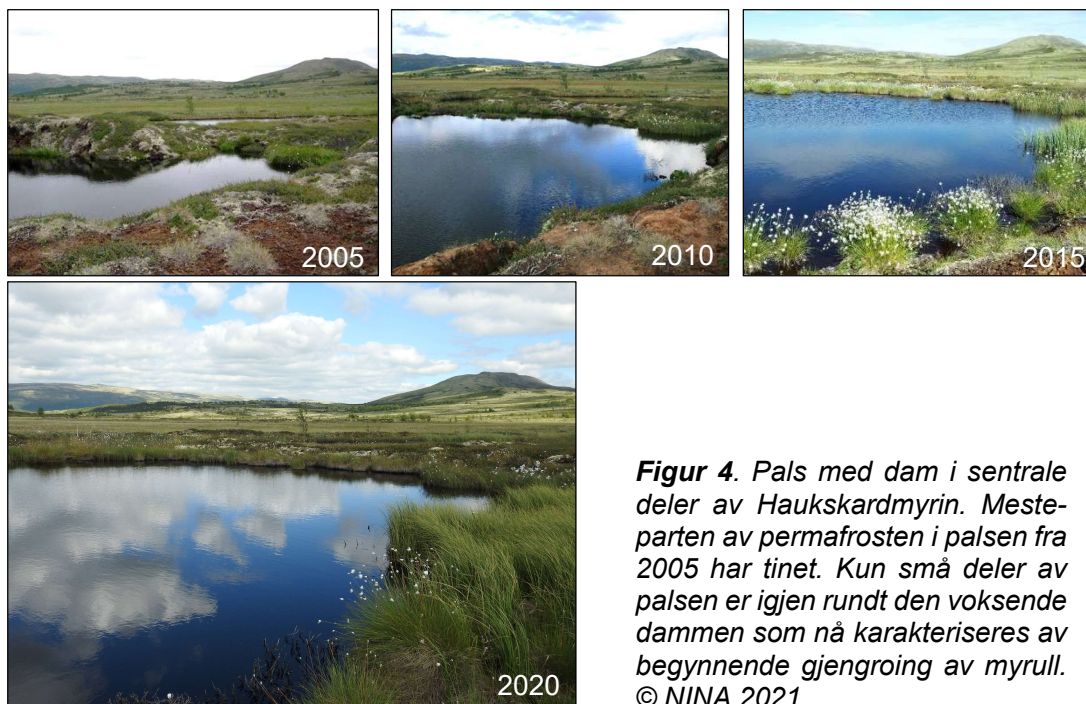 2005
2010
2015
2020
Figur 4. Pals med dam i sentrale
deler av Haukskardmyrin. Meste-
parten av permafrosten i palsen fra
2005 har tinet. Kun små deler av
palsen er igjen rundt den voksende
dammen som nå karakteriseres av
begynnende gjengroing av myrull.
© NINA 2021